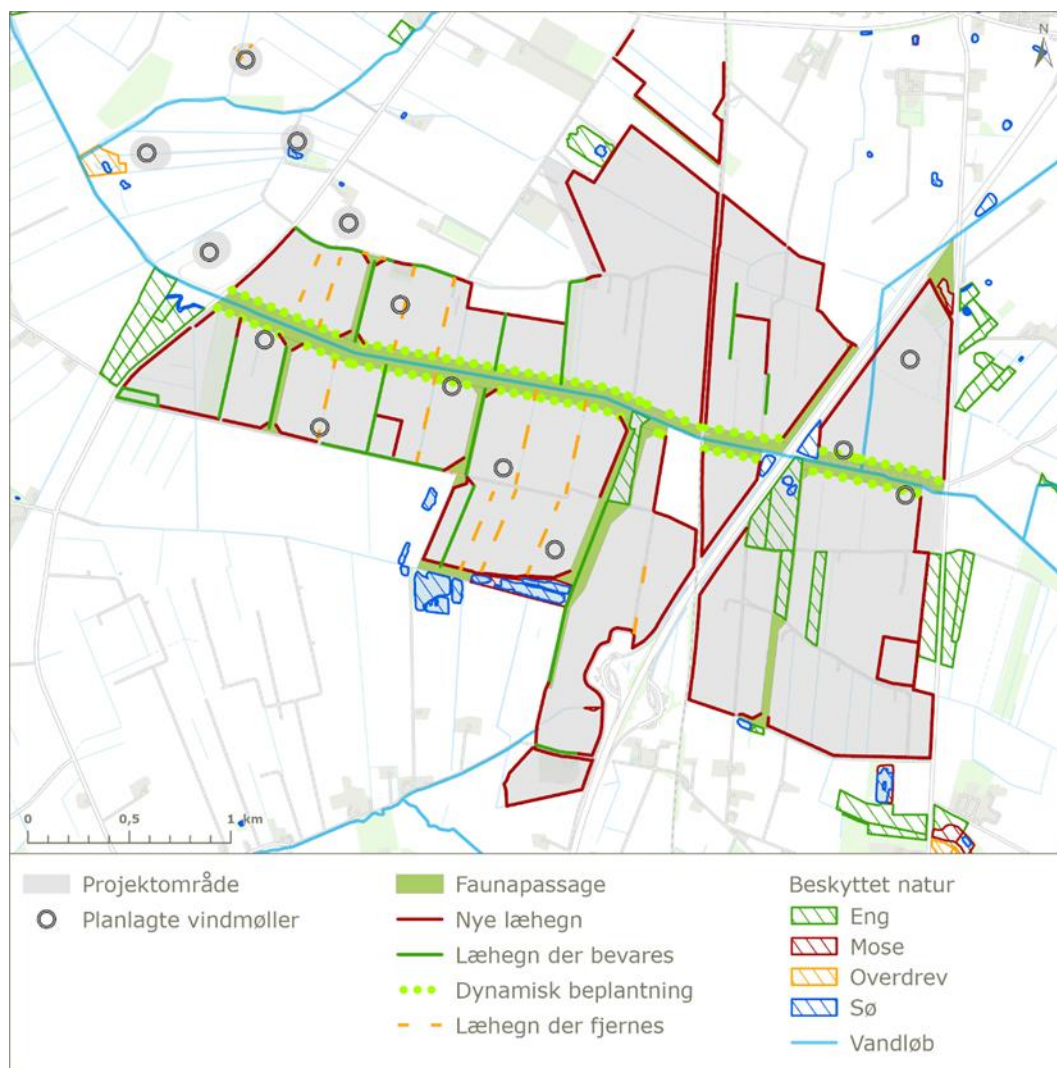 N
0 0,5 1 km
Projektområde
Planlagte vindmøller
Faunapassage
Nye læhegn
Læhegn der bevares
Dynamisk beplantning
Læhegn der fjernes
Beskyttet natur
Eng
Mose
Overdrev
Sø
Vandløb